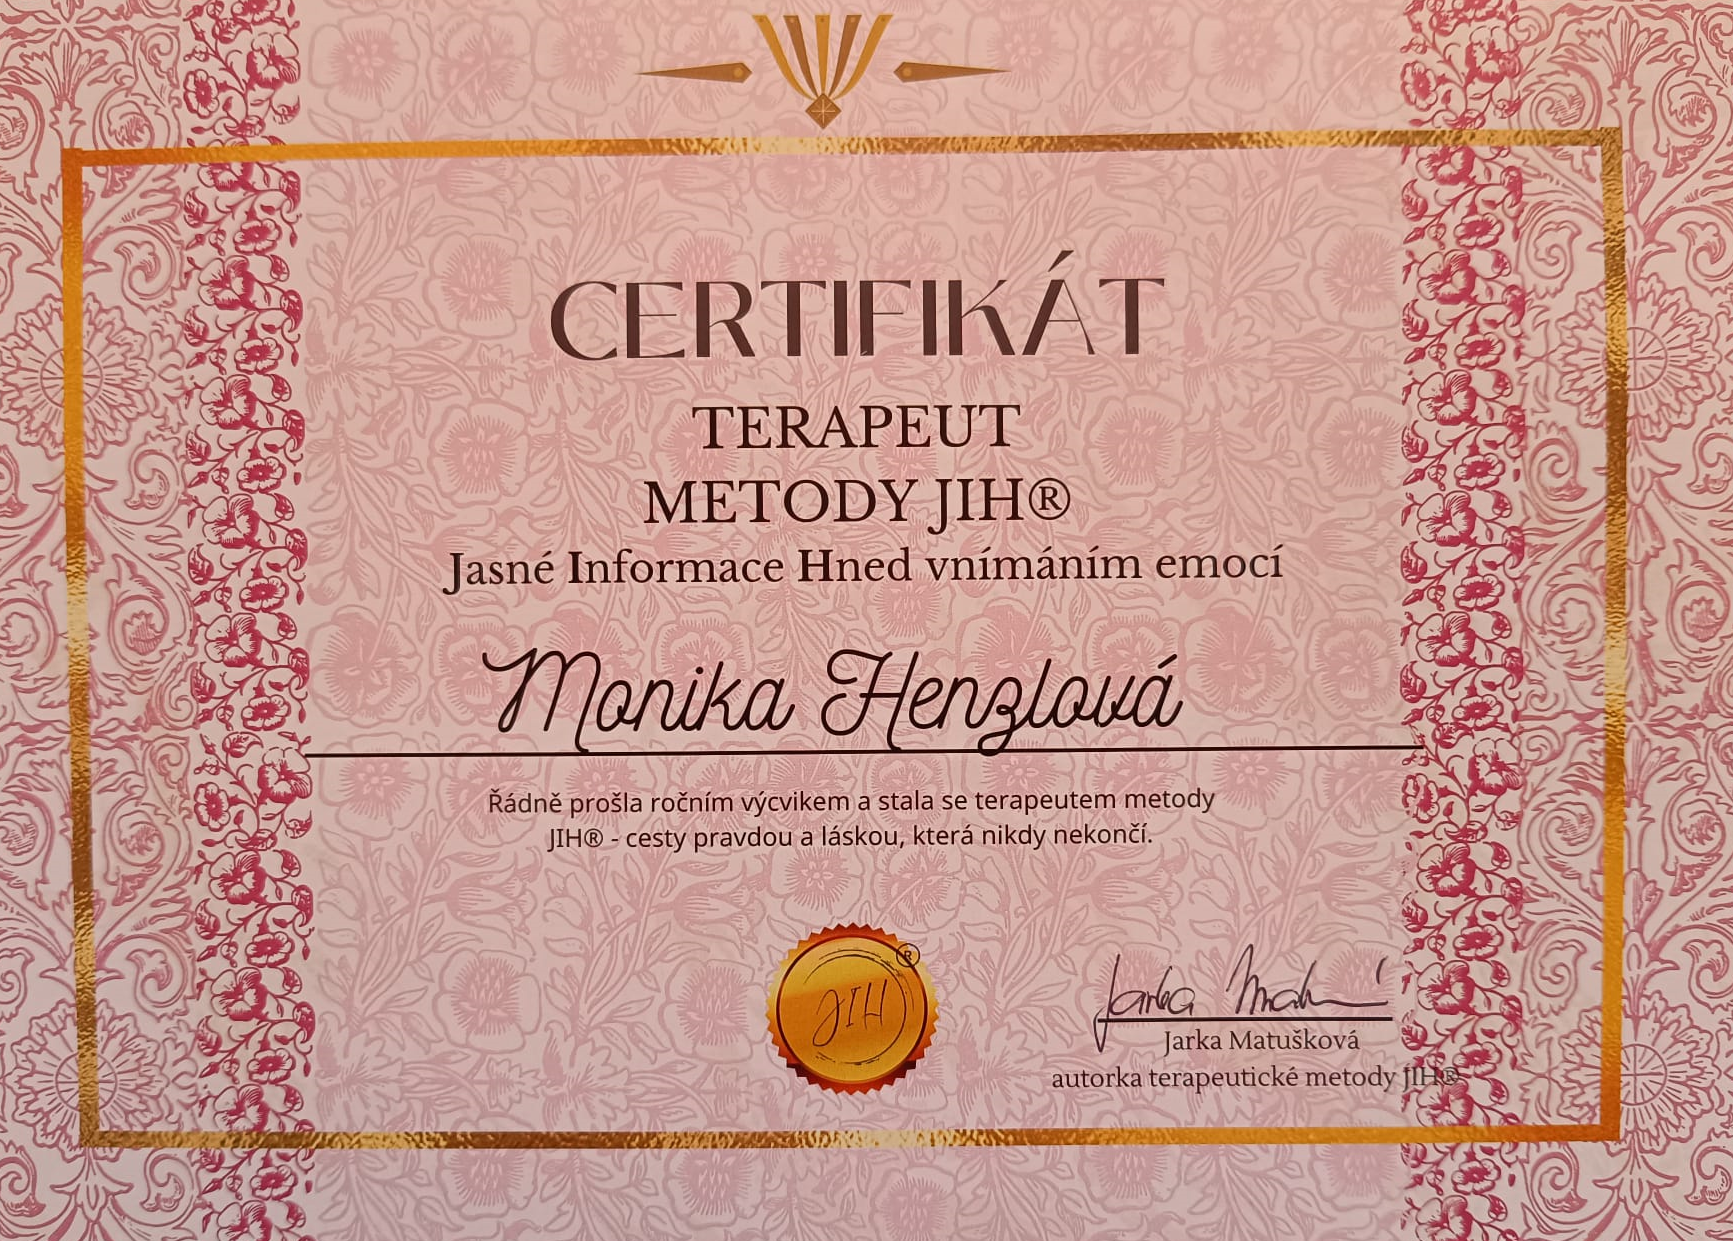 CERTIFIKÁT
TERAPEUT
METODY JIH®
Jasné Informace Hned vnímáním emocí
Monika Henzlová
Řádně prošla ročním výcvikem a stala se terapeutem metody
JIH® - cesty pravdou a láskou, která nikdy nekončí.
JIH ®
Jarka
Jarka Matušková
autorka terapeutické metody JIH®